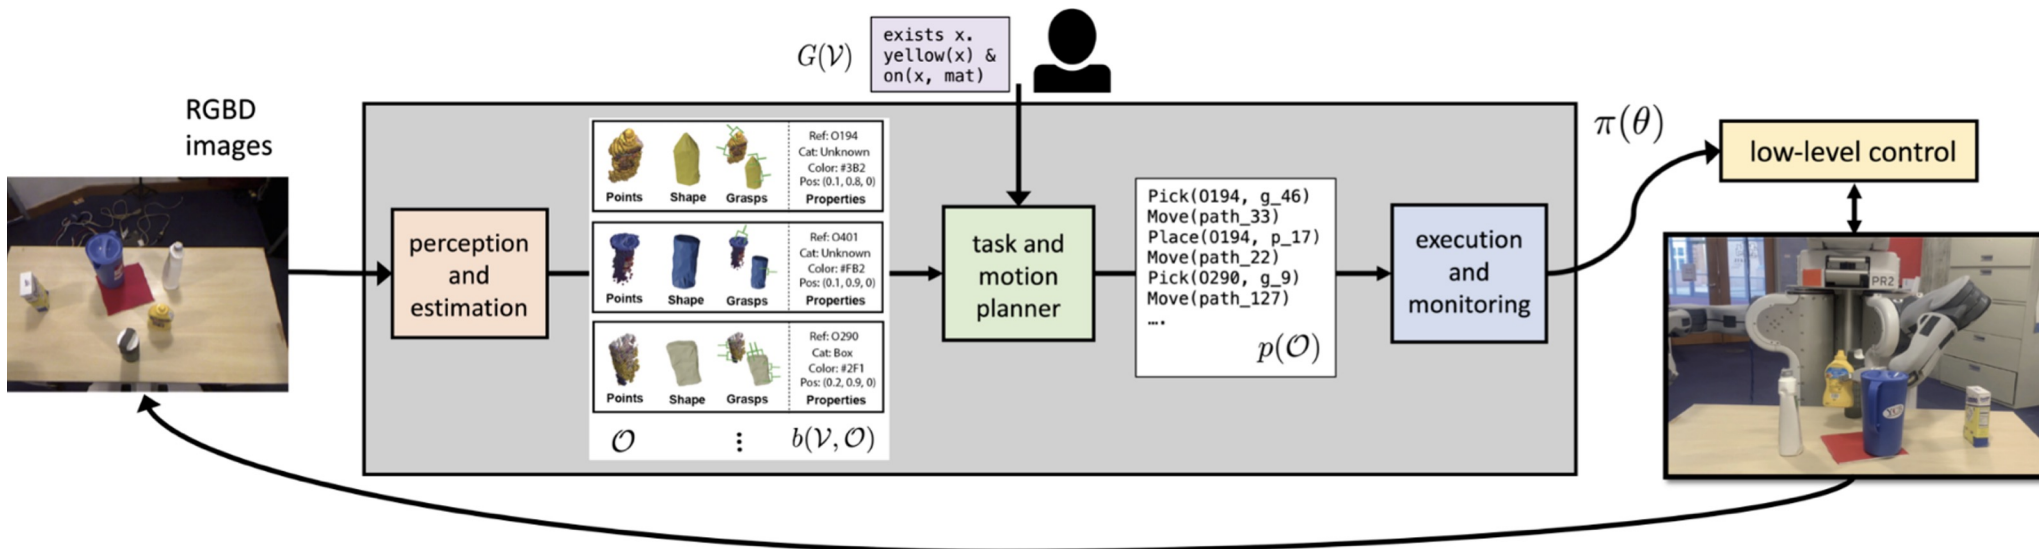 G(V)
exists x.
yellow(x) &
on(x, mat)
RGBD
images
perception
and
estimation
Points
Shape
Grasps
Ref: O194
Cat: Unknown
Color: #3B2
Pos: (0.1, 0.8, 0)
Properties
Points
Shape
Grasps
Ref: O401
Cat: Unknown
Color: #FB2
Pos: (0.1, 0.9, 0)
Properties
Points
Shape
Grasps
Ref: O290
Cat: Box
Color: #2F1
Pos: (0.2, 0.9, 0)
Properties
O
⋮
b(V, O)
task and
motion
planner
Pick(O194, g_46)
Move(path_33)
Place(O194, p_17)
Move(path_22)
Pick(O290, g_9)
Move(path_127)
….
p(O)
execution
and
monitoring
π(θ)
low-level control
PR2